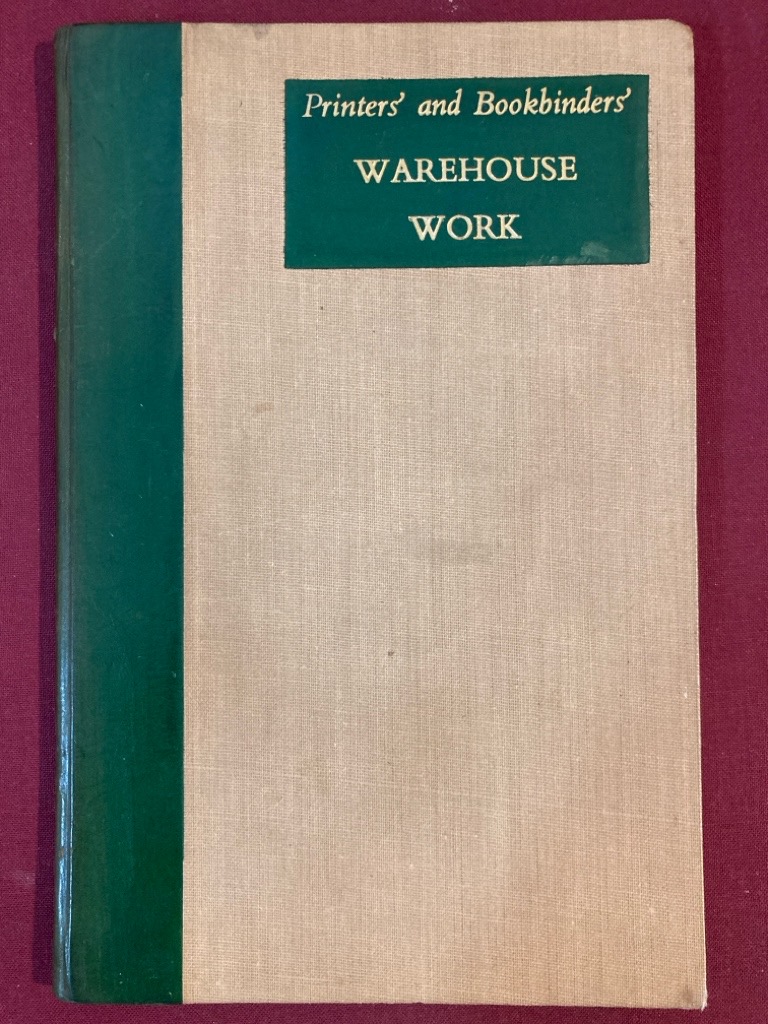 Printers' and Bookbinders'
WAREHOUSE
WORK